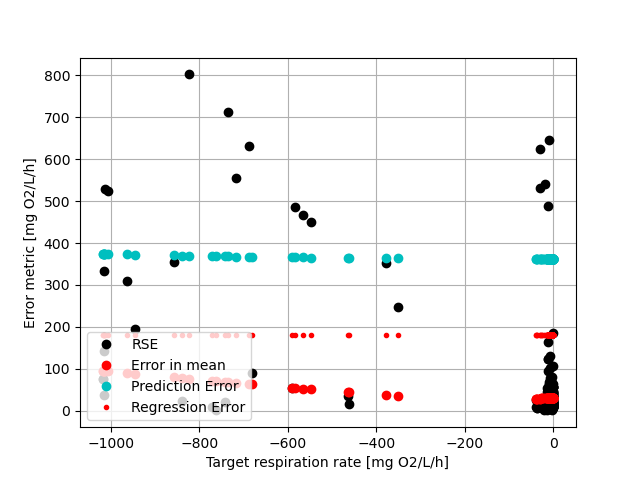 800
700
600
500
400
300
200
100
0
Error metric [mg O2/L/h]
RSE
Error in mean
Prediction Error
Regression Error
−1000
−800
−600
−400
−200
0
Target respiration rate [mg O2/L/h]